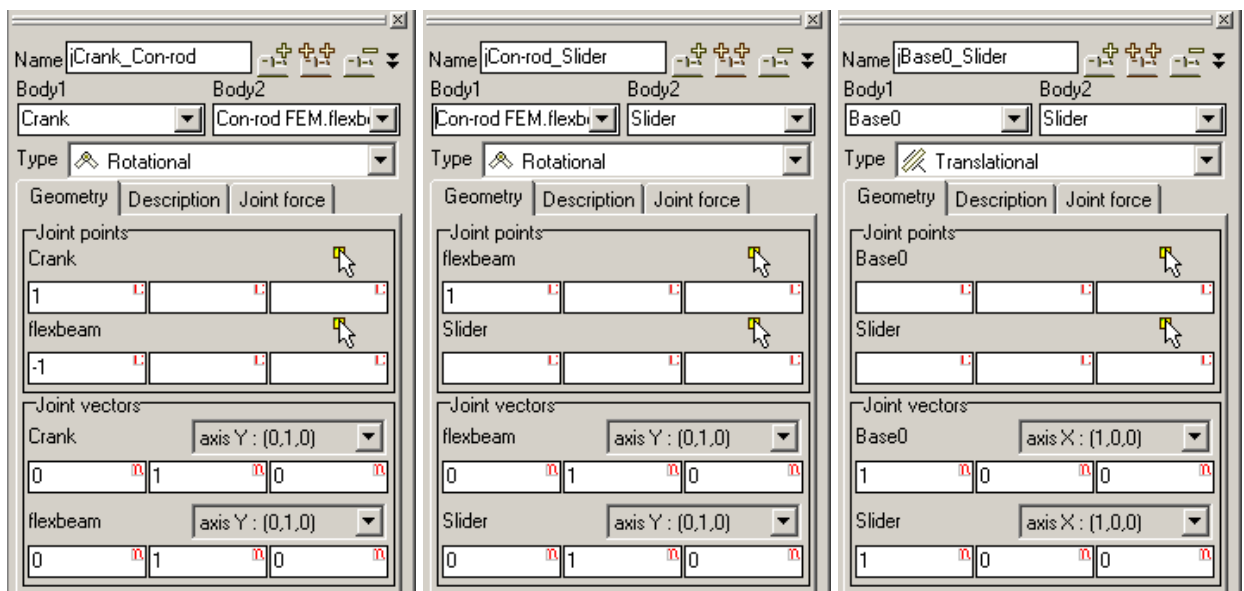 Name jCrank_Con-rod
Body1 Body2
Crank Con-rod FEM.flexb
Type Rotational
Geometry Description Joint force
Joint points
Crank
1 C C C
flexbeam
-1 C C C
Joint vectors
Crank axis Y : (0,1,0)
0 n 1 n 0 n
flexbeam axis Y : (0,1,0)
0 n 1 n 0 n
Name jCon-rod_Slider
Body1 Body2
Con-rod FEM.flexb Slider
Type Rotational
Geometry Description Joint force
Joint points
flexbeam
1 C C C
Slider
C C C
Joint vectors
flexbeam axis Y : (0,1,0)
0 n 1 n 0 n
Slider axis Y : (0,1,0)
0 n 1 n 0 n
Name jBase0_Slider
Body1 Body2
Base0 Slider
Type Translational
Geometry Description Joint force
Joint points
Base0
C C C
Slider
C C C
Joint vectors
Base0 axis X : (1,0,0)
1 n 0 n 0 n
Slider axis X : (1,0,0)
1 n 0 n 0 n